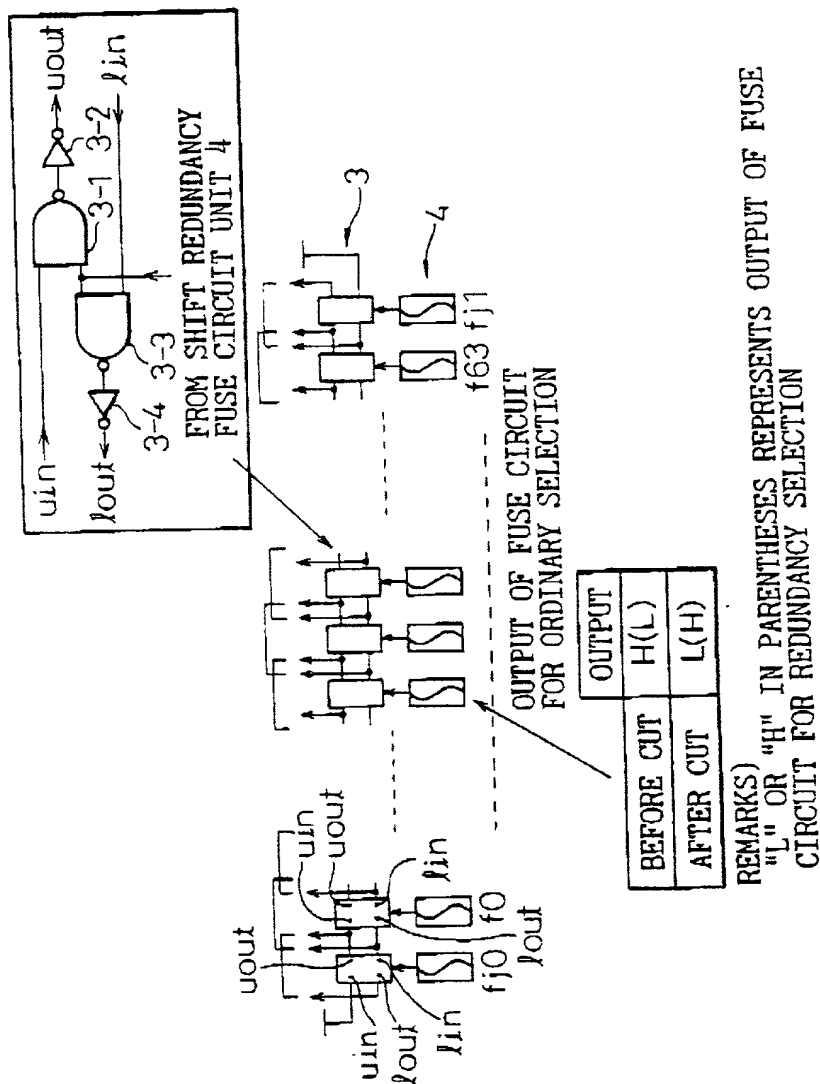 uin
uout
3-1
3-2
lin
lout
3-4
3-3
FROM SHIFT REDUNDANCY
FUSE CIRCUIT UNIT 4
uout
uin
uout
uin
lout
lin
lin
lout
fj0
f0
f63
fj1
3
4
OUTPUT OF FUSE CIRCUIT
FOR ORDINARY SELECTION
OUTPUT
BEFORE CUT H(L)
AFTER CUT L(H)
REMARKS)
"L" OR "H" IN PARENTHESES REPRESENTS OUTPUT OF FUSE
CIRCUIT FOR REDUNDANCY SELECTION